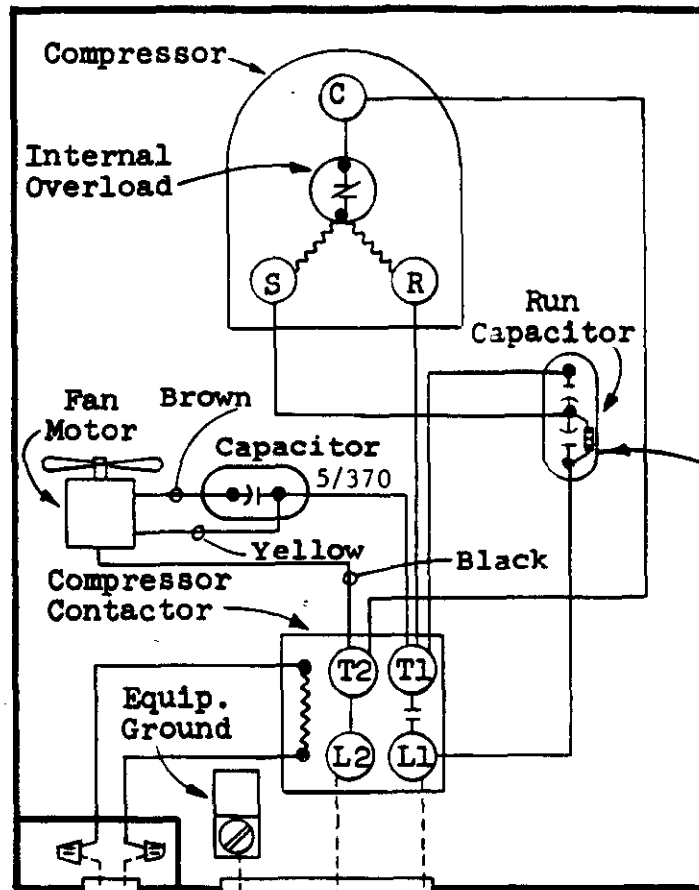 Compressor
C
Internal
Overload
S
R
Run
Capacitor
Fan
Motor
Brown
Capacitor
5/370
Yellow
Black
Compressor
Contactor
T2
T1
Equip.
Ground
L2
L1